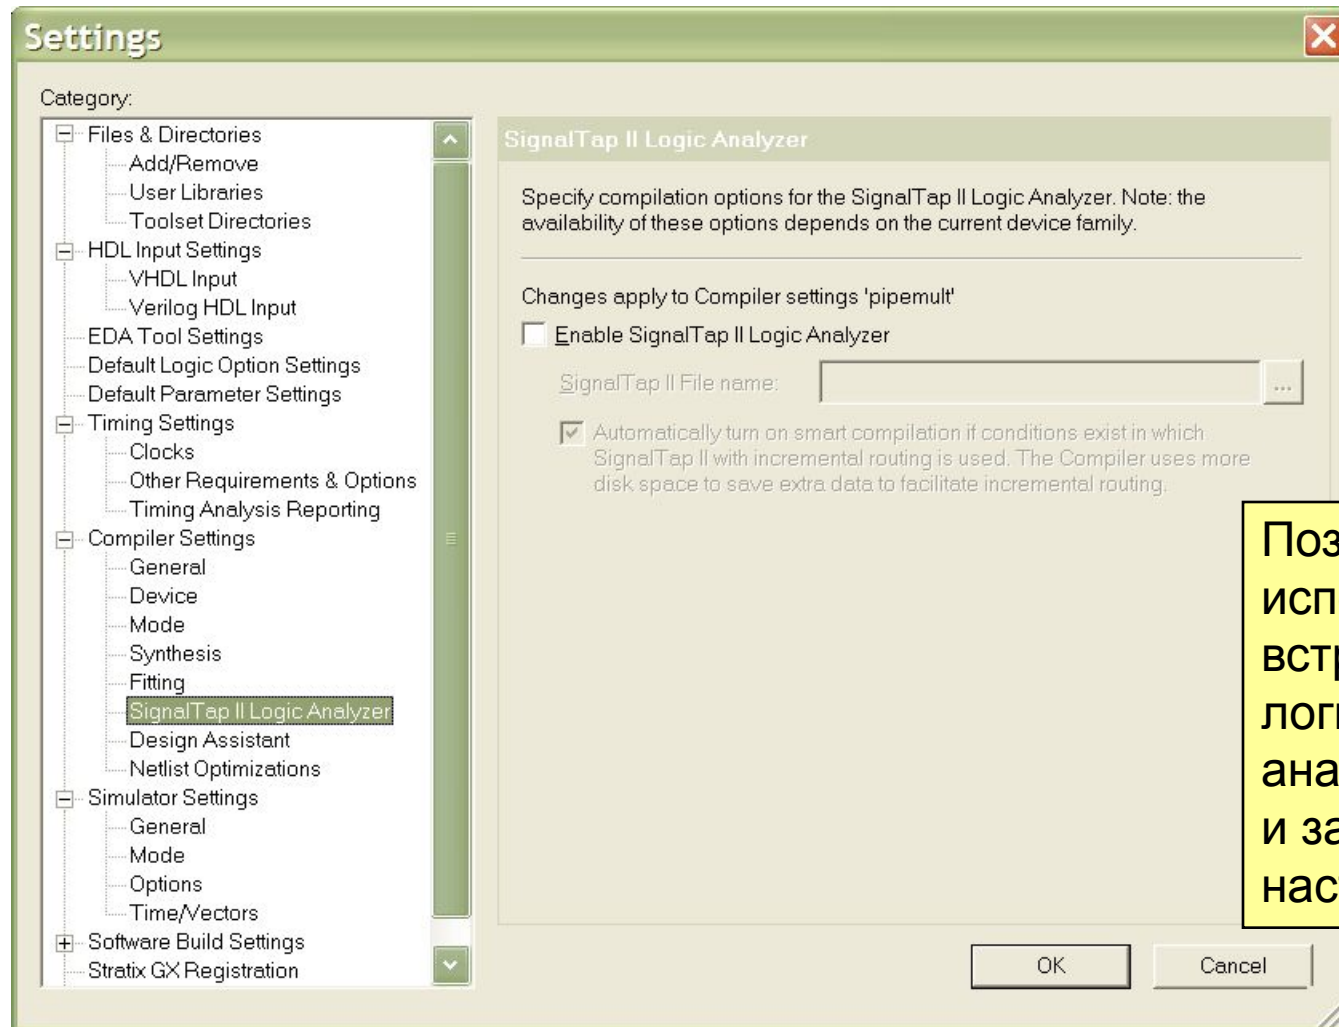 Settings
Category:
Files & Directories
Add/Remove
User Libraries
Toolset Directories
HDL Input Settings
VHDL Input
Verilog HDL Input
EDA Tool Settings
Default Logic Option Settings
Default Parameter Settings
Timing Settings
Clocks
Other Requirements & Options
Timing Analysis Reporting
Compiler Settings
General
Device
Mode
Synthesis
Fitting
SignalTap II Logic Analyzer
Design Assistant
Netlist Optimizations
Simulator Settings
General
Mode
Options
Time/Vectors
Software Build Settings
Stratix GX Registration
SignalTap II Logic Analyzer
Specify compilation options for the SignalTap II Logic Analyzer. Note: the
availability of these options depends on the current device family.
Changes apply to Compiler settings 'pipemult'
Enable SignalTap II Logic Analyzer
SignalTap II File name:
...
Automatically turn on smart compilation if conditions exist in which
SignalTap II with incremental routing is used. The Compiler uses more
disk space to save extra data to facilitate incremental routing.
и
OK
Cancel